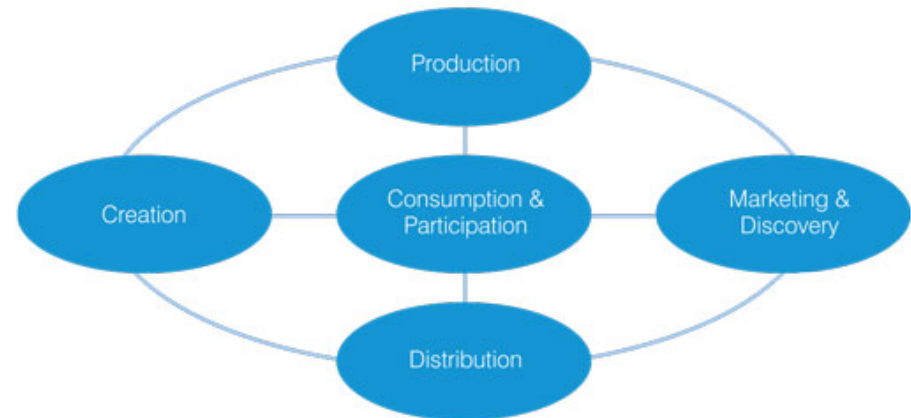 Production
Creation
Consumption &
Participation
Marketing &
Discovery
Distribution